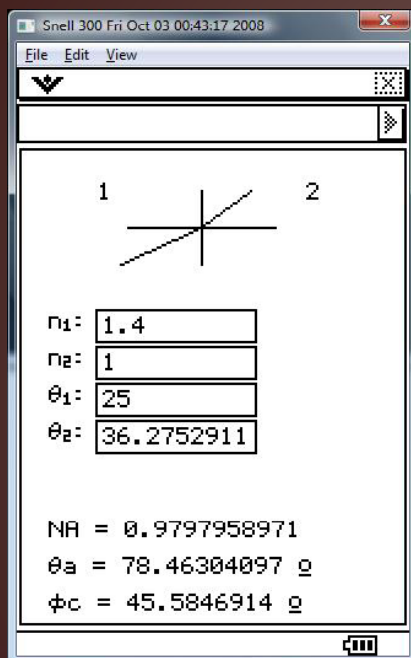 Snell 300 Fri Oct 03 00:43:17 2008
File Edit View
1 2
n₁: 1.4
n₂: 1
θ₁: 25
θ₂: 36.2752911
NA = 0.9797958971
θa = 78.46304097 º
ϕc = 45.5846914 º